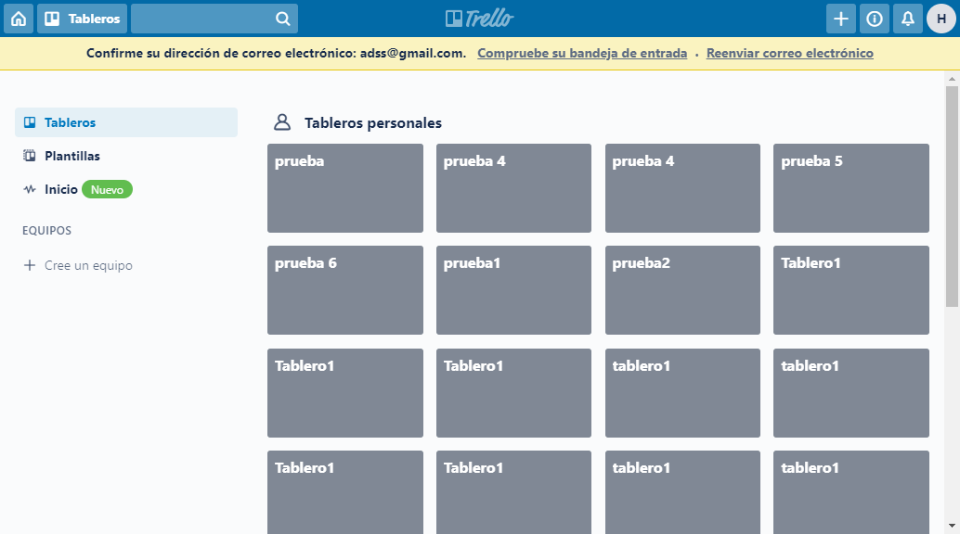 Tableros
Trello
H
Confirme su dirección de correo electrónico: adss@gmail.com. Compruebe su bandeja de entrada · Reenviar correo electrónico
Tableros
Plantillas
Inicio Nuevo
EQUIPOS
+ Cree un equipo
Tableros personales
prueba
prueba 4
prueba 4
prueba 5
prueba 6
prueba1
prueba2
Tablero1
Tablero1
Tablero1
tablero1
tablero1
Tablero1
Tablero1
tablero1
tablero1